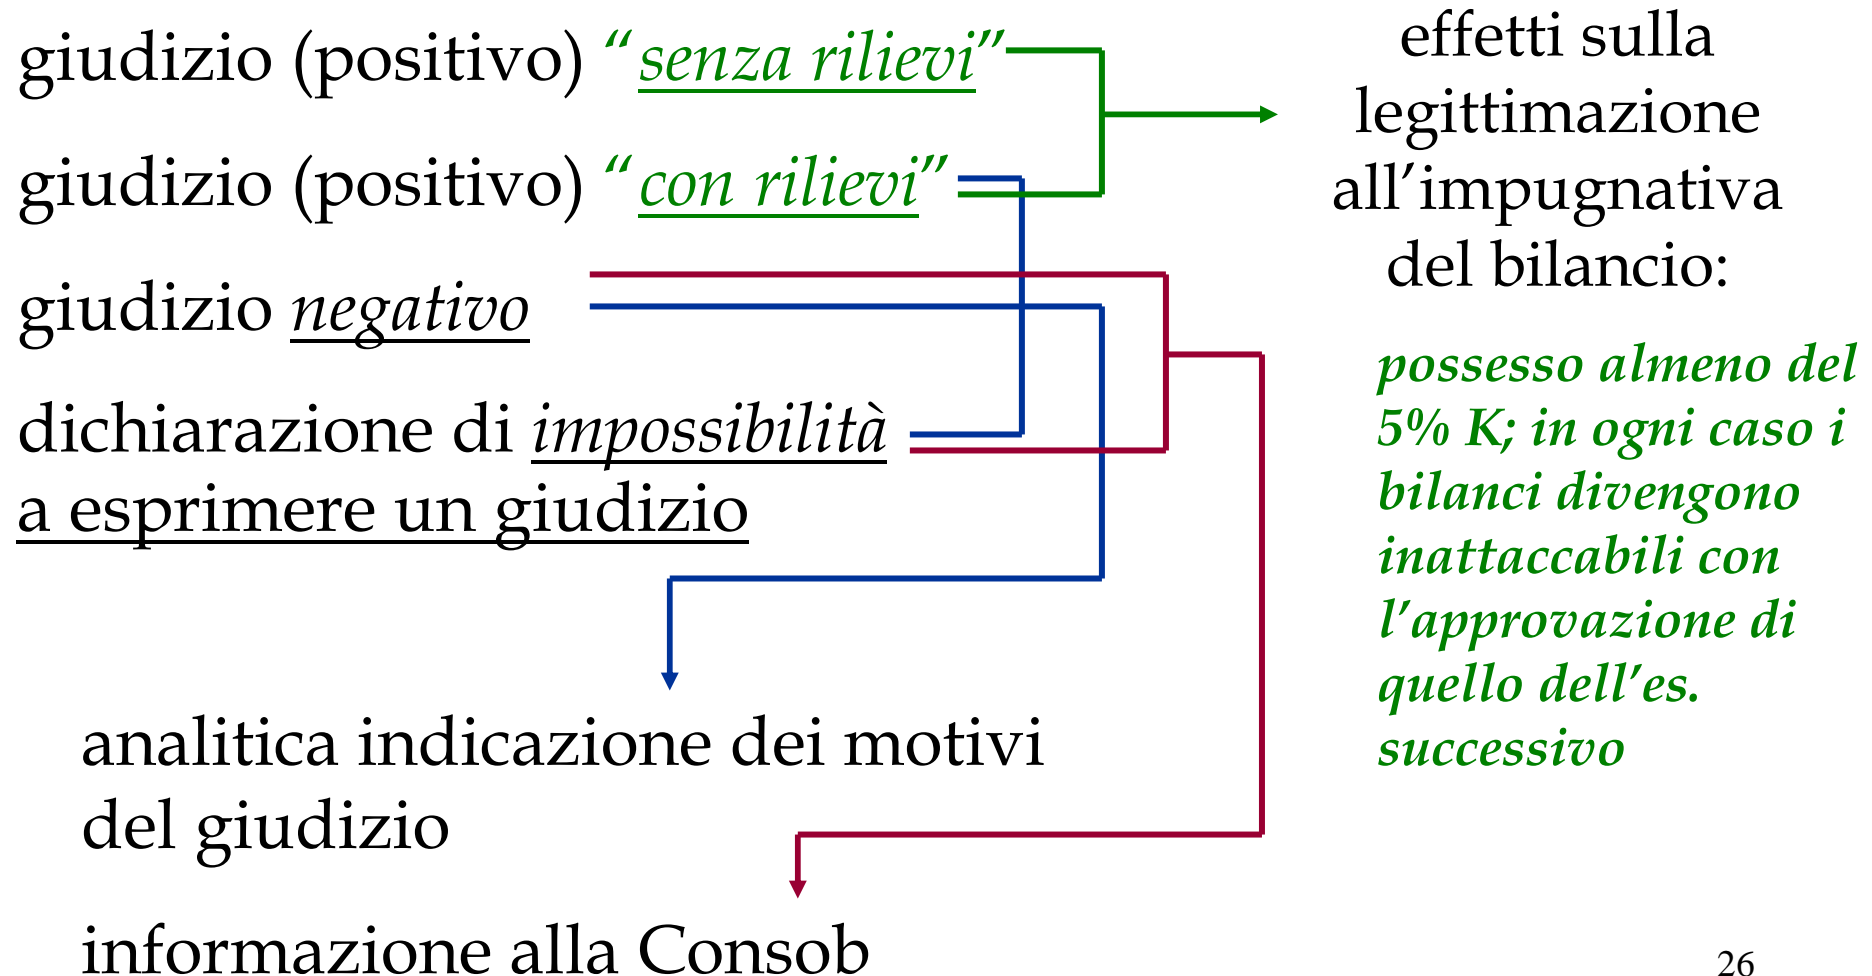 giudizio (positivo) “senza rilievi”
giudizio (positivo) “con rilievi”
giudizio negativo
dichiarazione di impossibilità
a esprimere un giudizio
analitica indicazione dei motivi
del giudizio
informazione alla Consob
effetti sulla
legittimazione
all’impugnativa
del bilancio:
possesso almeno del
5% K; in ogni caso i
bilanci divengono
inattaccabili con
l’approvazione di
quello dell’es.
successivo
26